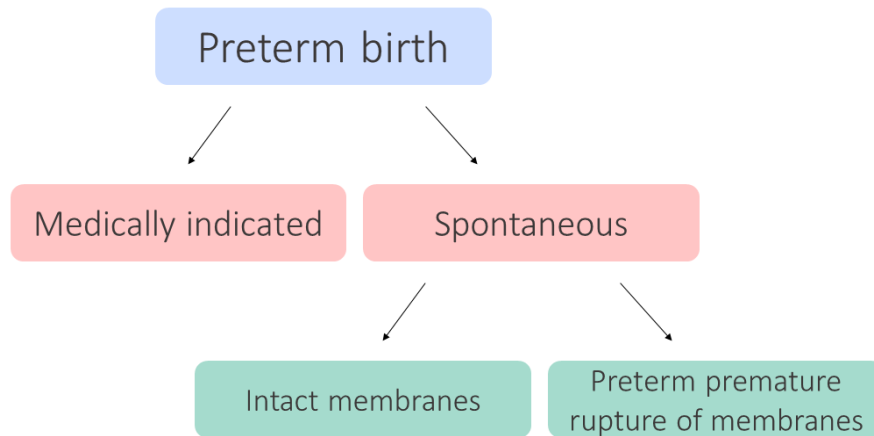 Preterm birth
Medically indicated
Spontaneous
Intact membranes
Preterm premature
rupture of membranes